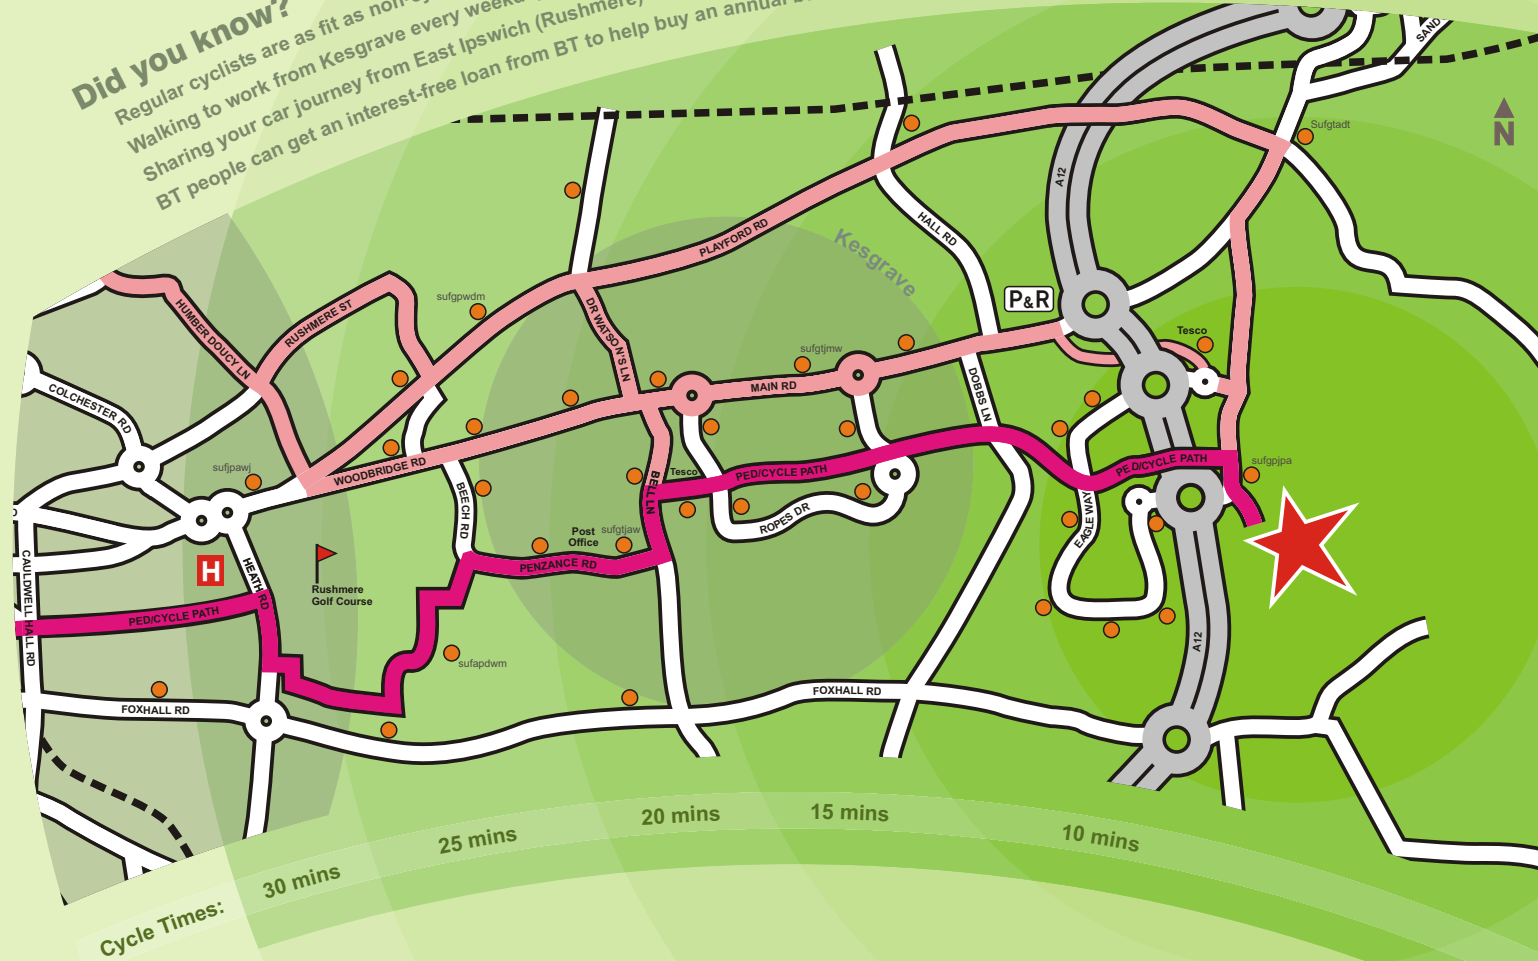 Did you know?
Regular cyclists are as fit as
Walking to work from Kesgrave every
Sharing your car journey from East Ipswich (Rushmere)
BT people can get an interest-free loan from BT to help buy an annual
SAND
N
Sufgtadt
A12
HALL RD
PLAYFORD RD
Kesgrave
P&R
HUMBER DOUCY LN
RUSHMERE ST
sufgpwdm
DR WATSON'S LN
sufgtjmw
MAIN RD
Tesco
COLCHESTER RD
DOBBS LN
WOODBRIDGE RD
sufjpawj
BEECH RD
BELL LN
Tesco
PED/CYCLE PATH
PED/CYCLE PATH
sufgpjpa
ROPES DR
EAGLE WAY
Post
Office
sufgtjaw
PENZANCE RD
H
HEATH RD
Rushmere
Golf Course
CAULDWELL HALL RD
PED/CYCLE PATH
sufapdwm
A12
FOXHALL RD
FOXHALL RD
Cycle Times:
30 mins
25 mins
20 mins
15 mins
10 mins